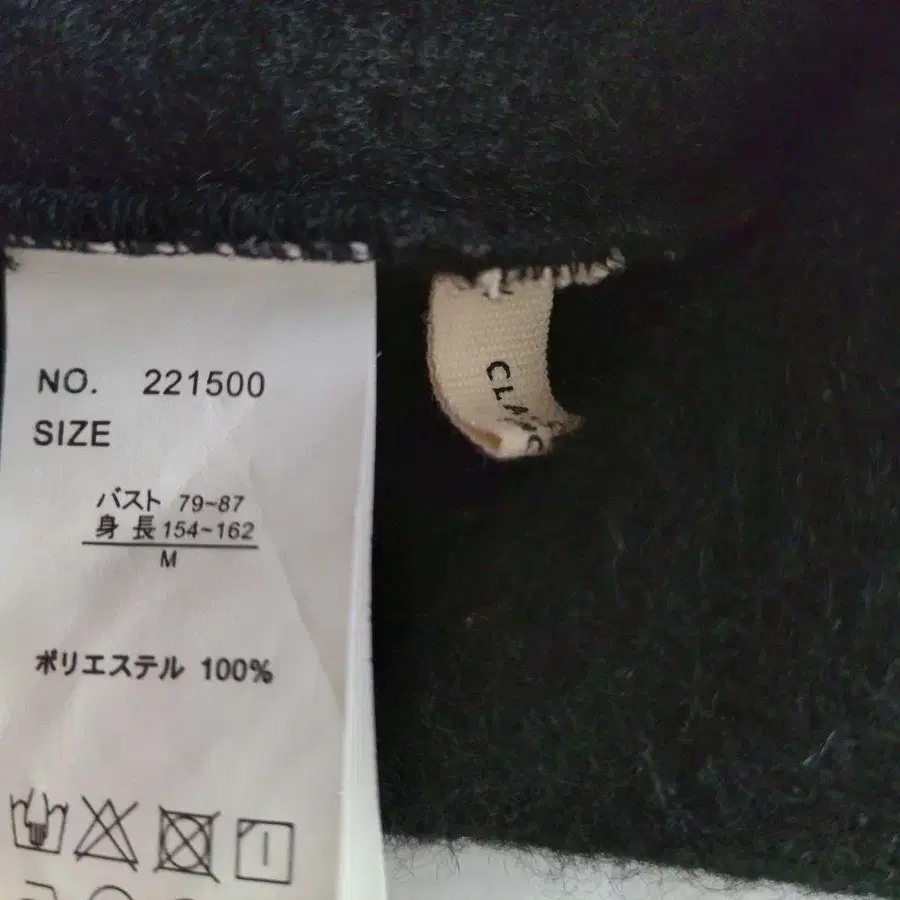 NO. 221500
SIZE
バスト 79~87
身 長 154~162
M
ポリエステル 100%